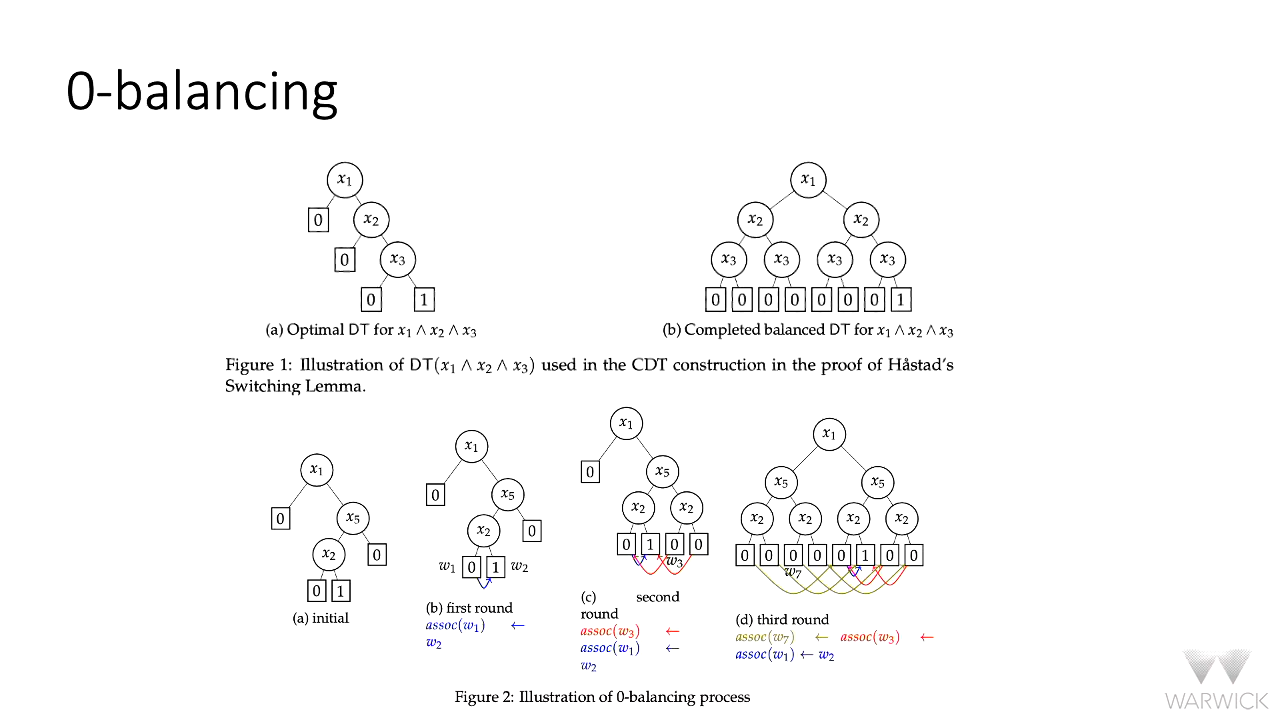 0-balancing
x1
0 x2
0 x3
0 1
(a) Optimal DT for x1 ∧ x2 ∧ x3
x1
x2 x2
x3 x3 x3 x3
0 0 0 0 0 0 0 1
(b) Completed balanced DT for x1 ∧ x2 ∧ x3
Figure 1: Illustration of DT(x1 ∧ x2 ∧ x3) used in the CDT construction in the proof of Håstad's
Switching Lemma.
x1
0 x5
x2 0
0 1
(a) initial
x1
0 x5
x2 0
w1 0 1 w2
(b) first round
assoc(w1) ←
w2
x1
0 x5
x2 x2
0 1 0 0
w3
(c) second
round
assoc(w3) ←
assoc(w1) ←
w2
x1
x5 x5
x2 x2 x2 x2
0 0 0 0 0 1 0 0
w7
(d) third round
assoc(w7) ← assoc(w3) ←
assoc(w1) ← w2
Figure 2: Illustration of 0-balancing process
WARWICK